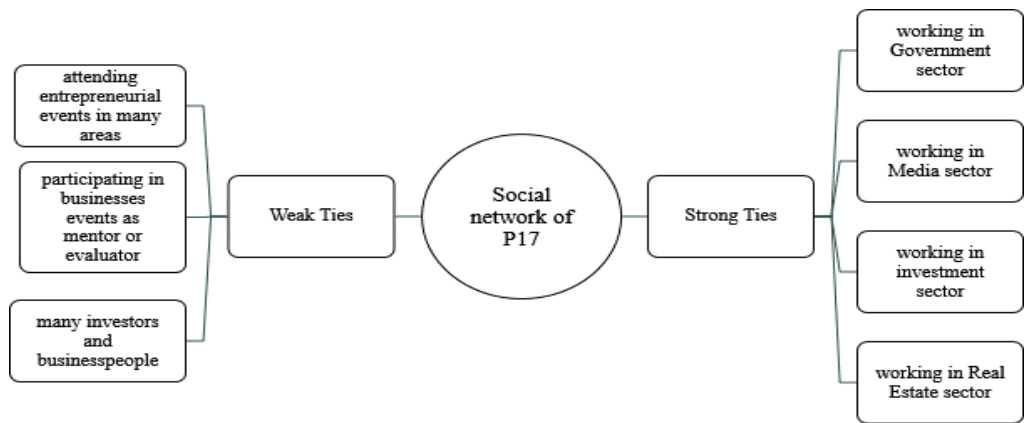 attending
entrepreneurial
events in many
areas
participating in
businesses
events as
mentor or
evaluator
many investors
and
businesspeople
Weak Ties
Social
network of
P17
Strong Ties
working in
Government
sector
working in
Media sector
working in
investment
sector
working in Real
Estate sector